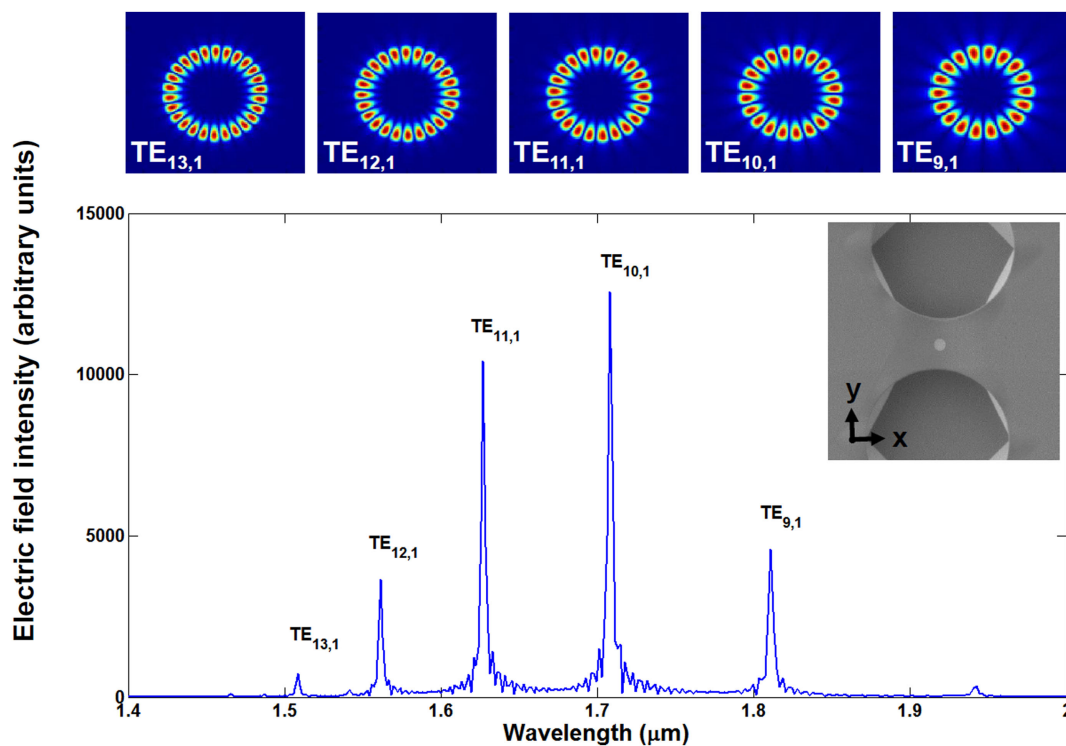 TE13,1
TE12,1
TE11,1
TE10,1
TE9,1
Electric field intensity (arbitrary units)
15000
10000
5000
0
TE13,1
TE12,1
TE11,1
TE10,1
TE9,1
y
x
1.4
1.5
1.6
1.7
1.8
1.9
2
Wavelength (μm)